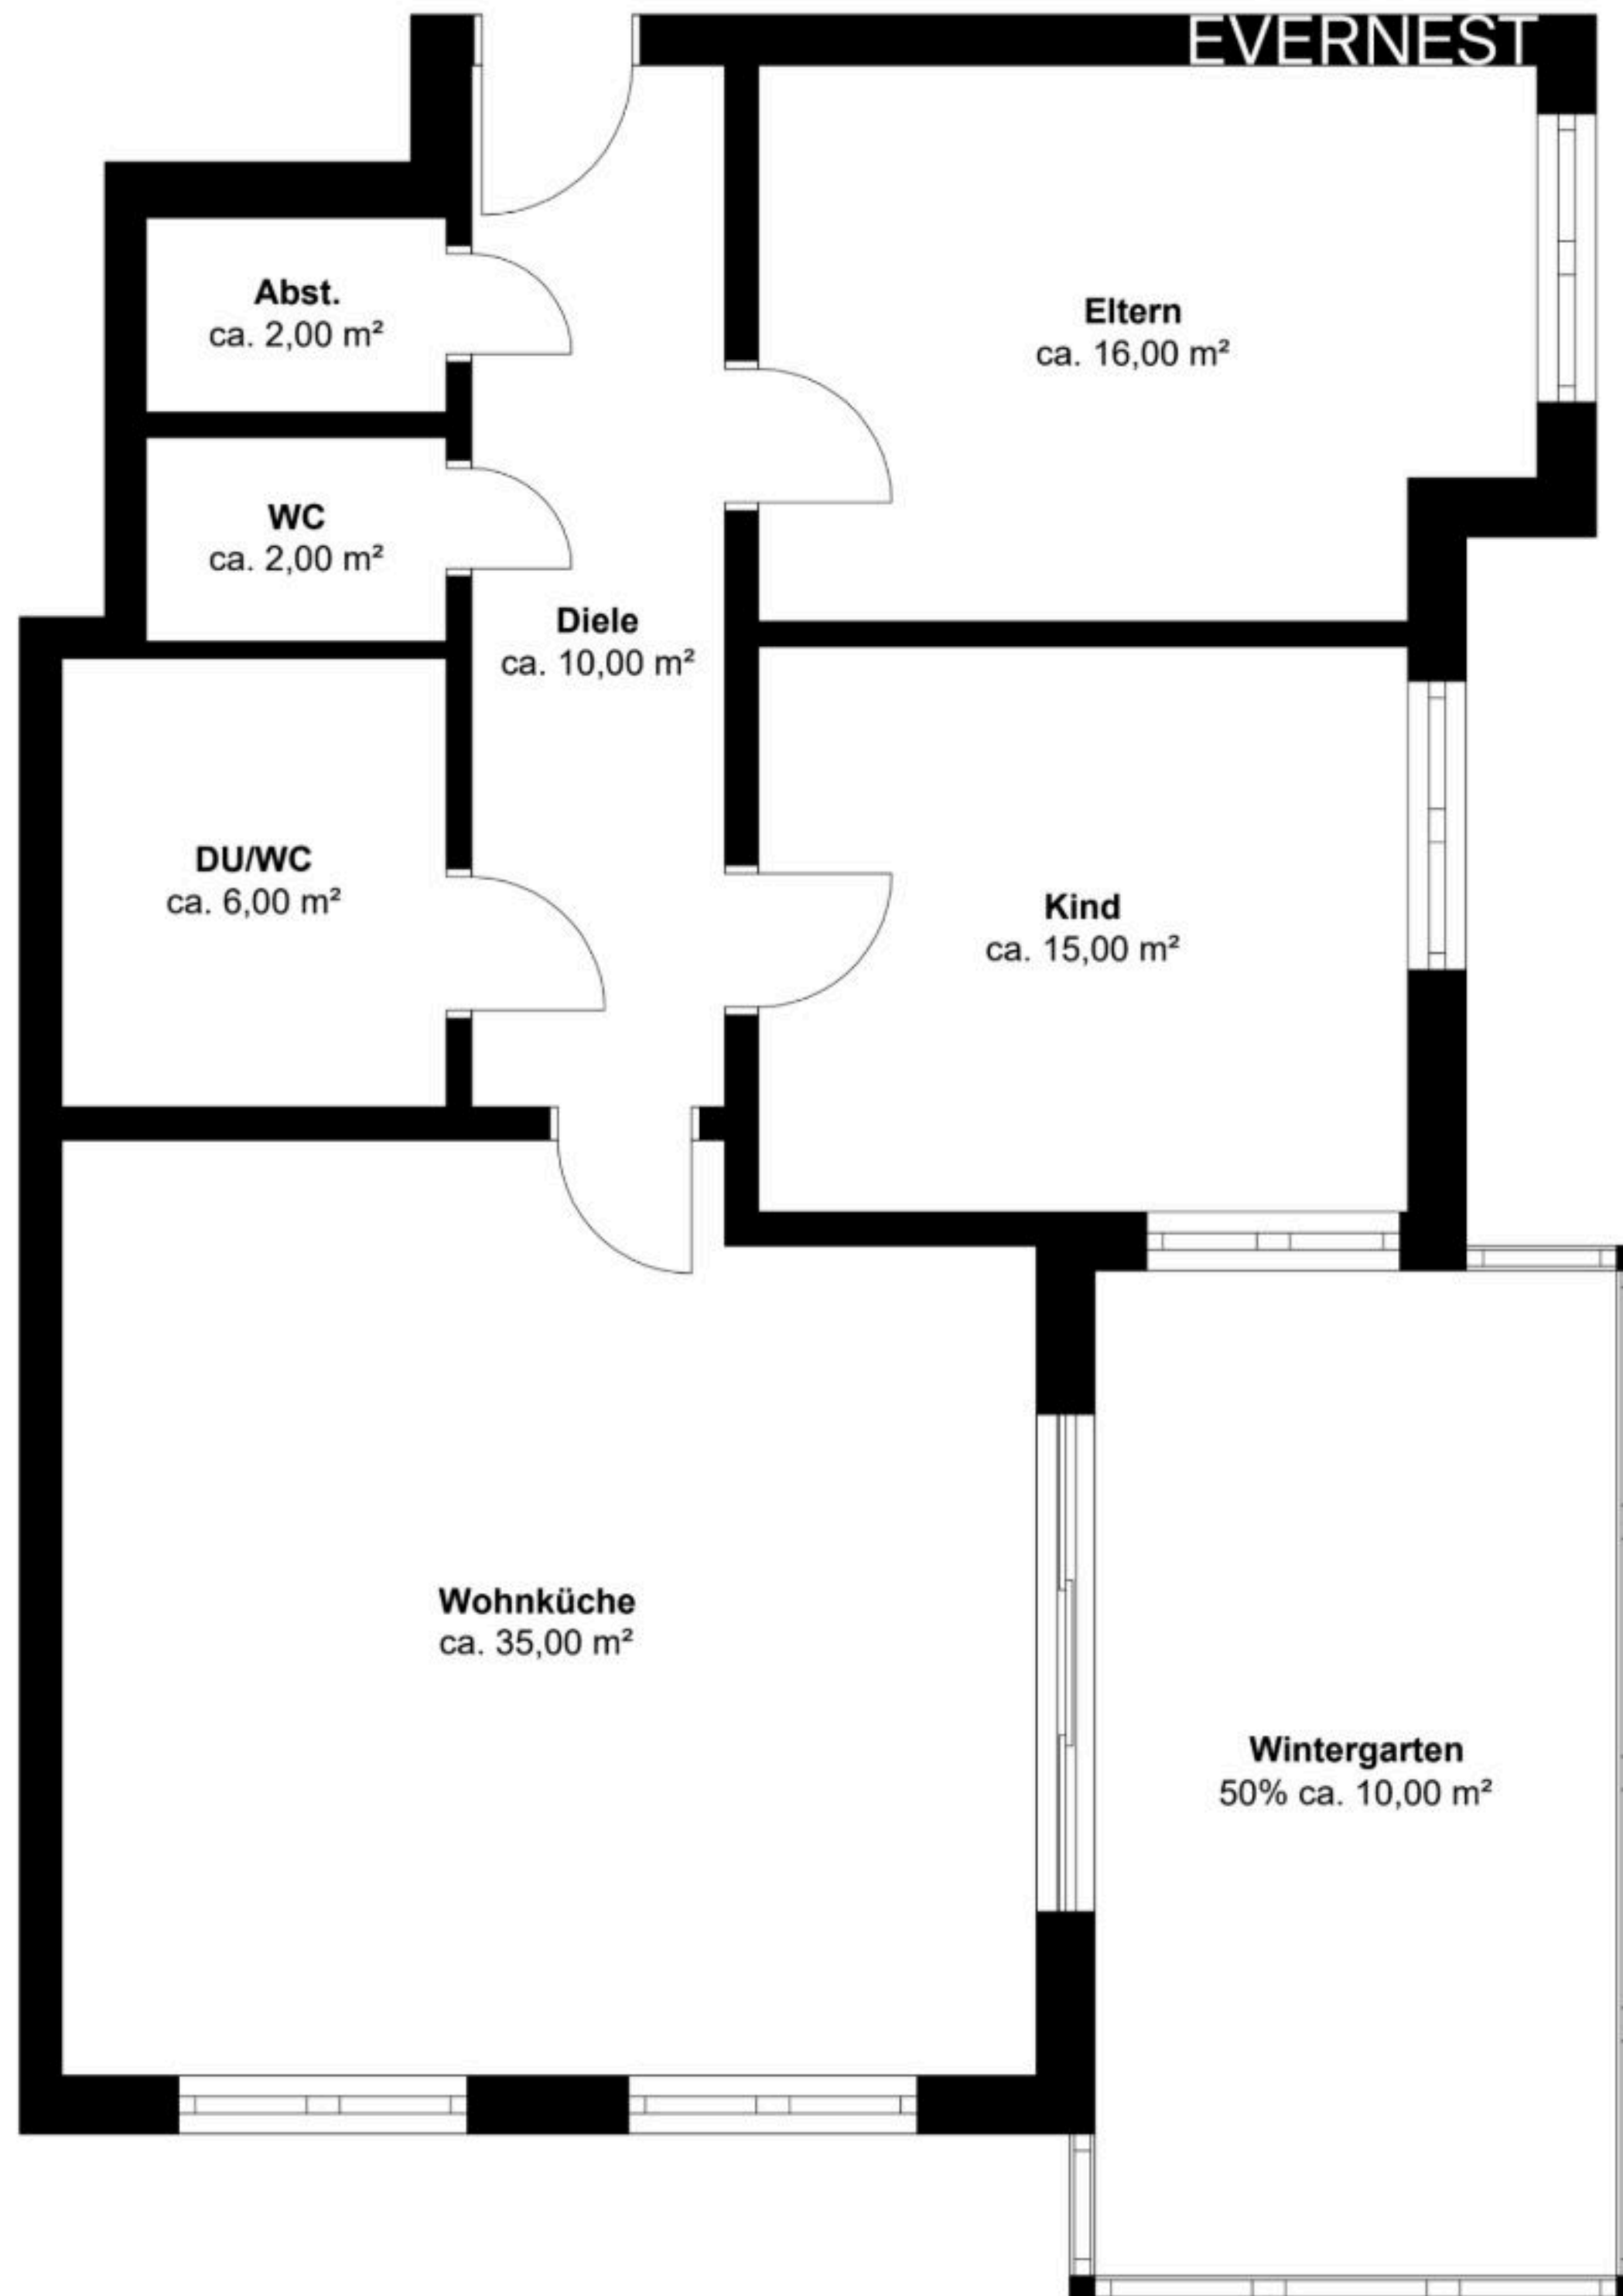 EVERNEST
Abst.
ca. 2,00 m²
Eltern
ca. 16,00 m²
WC
ca. 2,00 m²
Diele
ca. 10,00 m²
DU/WC
ca. 6,00 m²
Kind
ca. 15,00 m²
Wohnküche
ca. 35,00 m²
Wintergarten
50% ca. 10,00 m²